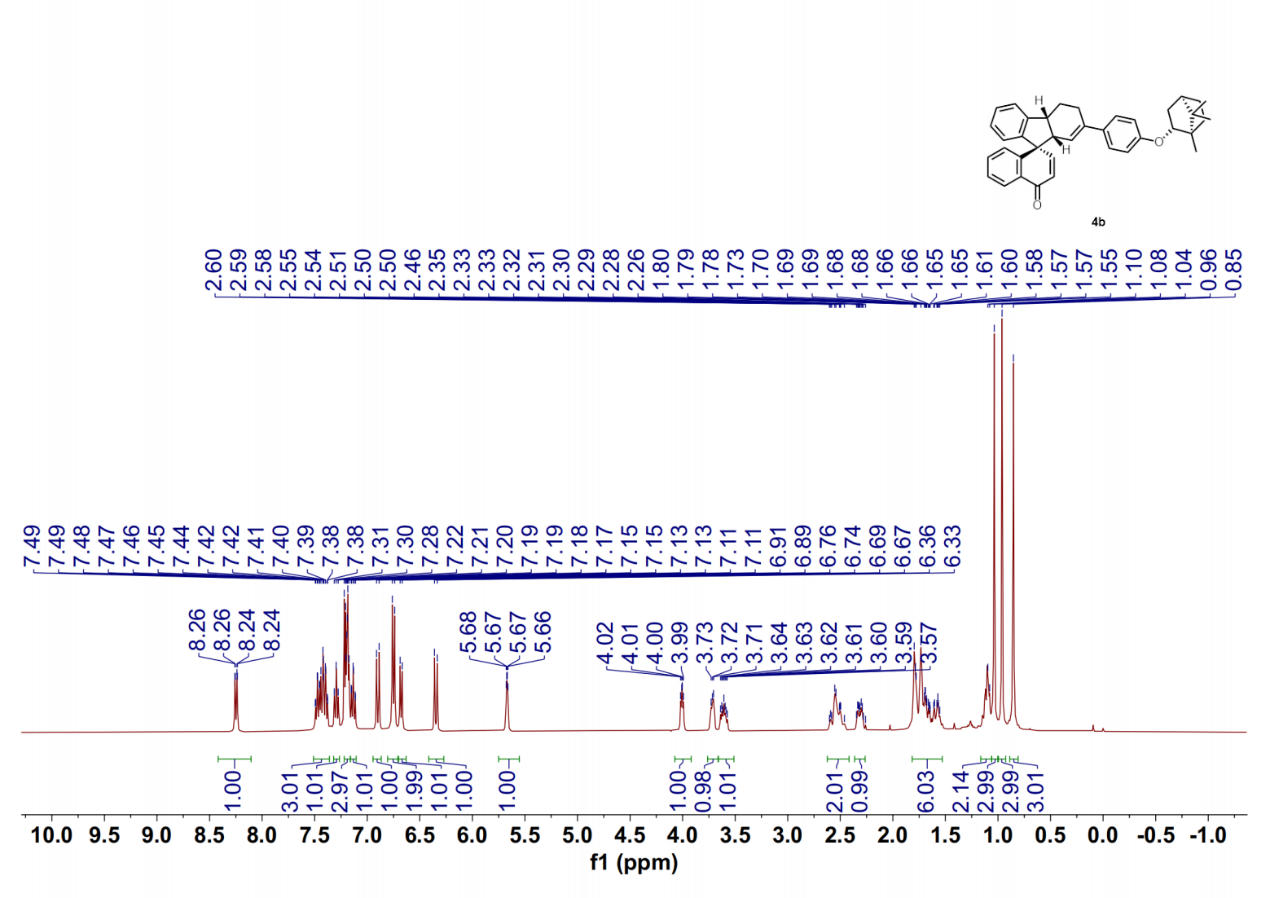 H
H
O
O
4b
2.60 2.59 2.58 2.55 2.54 2.51 2.50 2.50 2.46 2.35 2.33 2.33 2.32 2.31 2.30 2.29 2.28 2.26 1.80 1.79 1.78 1.73 1.70 1.69 1.69 1.68 1.68 1.66 1.66 1.65 1.65 1.61 1.60 1.58 1.57 1.57 1.55 1.10 1.08 1.04 0.96 0.85
7.49 7.49 7.48 7.47 7.46 7.45 7.44 7.42 7.42 7.41 7.40 7.39 7.38 7.38 7.31 7.30 7.28 7.22 7.21 7.20 7.19 7.19 7.18 7.17 7.15 7.15 7.13 7.13 7.11 7.11 6.91 6.89 6.76 6.74 6.69 6.67 6.36 6.33
8.26 8.26 8.24 8.24
5.68 5.67 5.67 5.66
4.02 4.01 4.00 3.99 3.73 3.72 3.71 3.64 3.63 3.62 3.61 3.60 3.59 3.57
1.00 3.01 1.01 2.97 1.01 1.00 1.99 1.01 1.00 1.00 1.00 0.98 1.01 2.01 0.99 6.03 2.14 2.99 2.99 3.01
10.0 9.5 9.0 8.5 8.0 7.5 7.0 6.5 6.0 5.5 5.0 4.5 4.0 3.5 3.0 2.5 2.0 1.5 1.0 0.5 0.0 -0.5 -1.0
f1 (ppm)